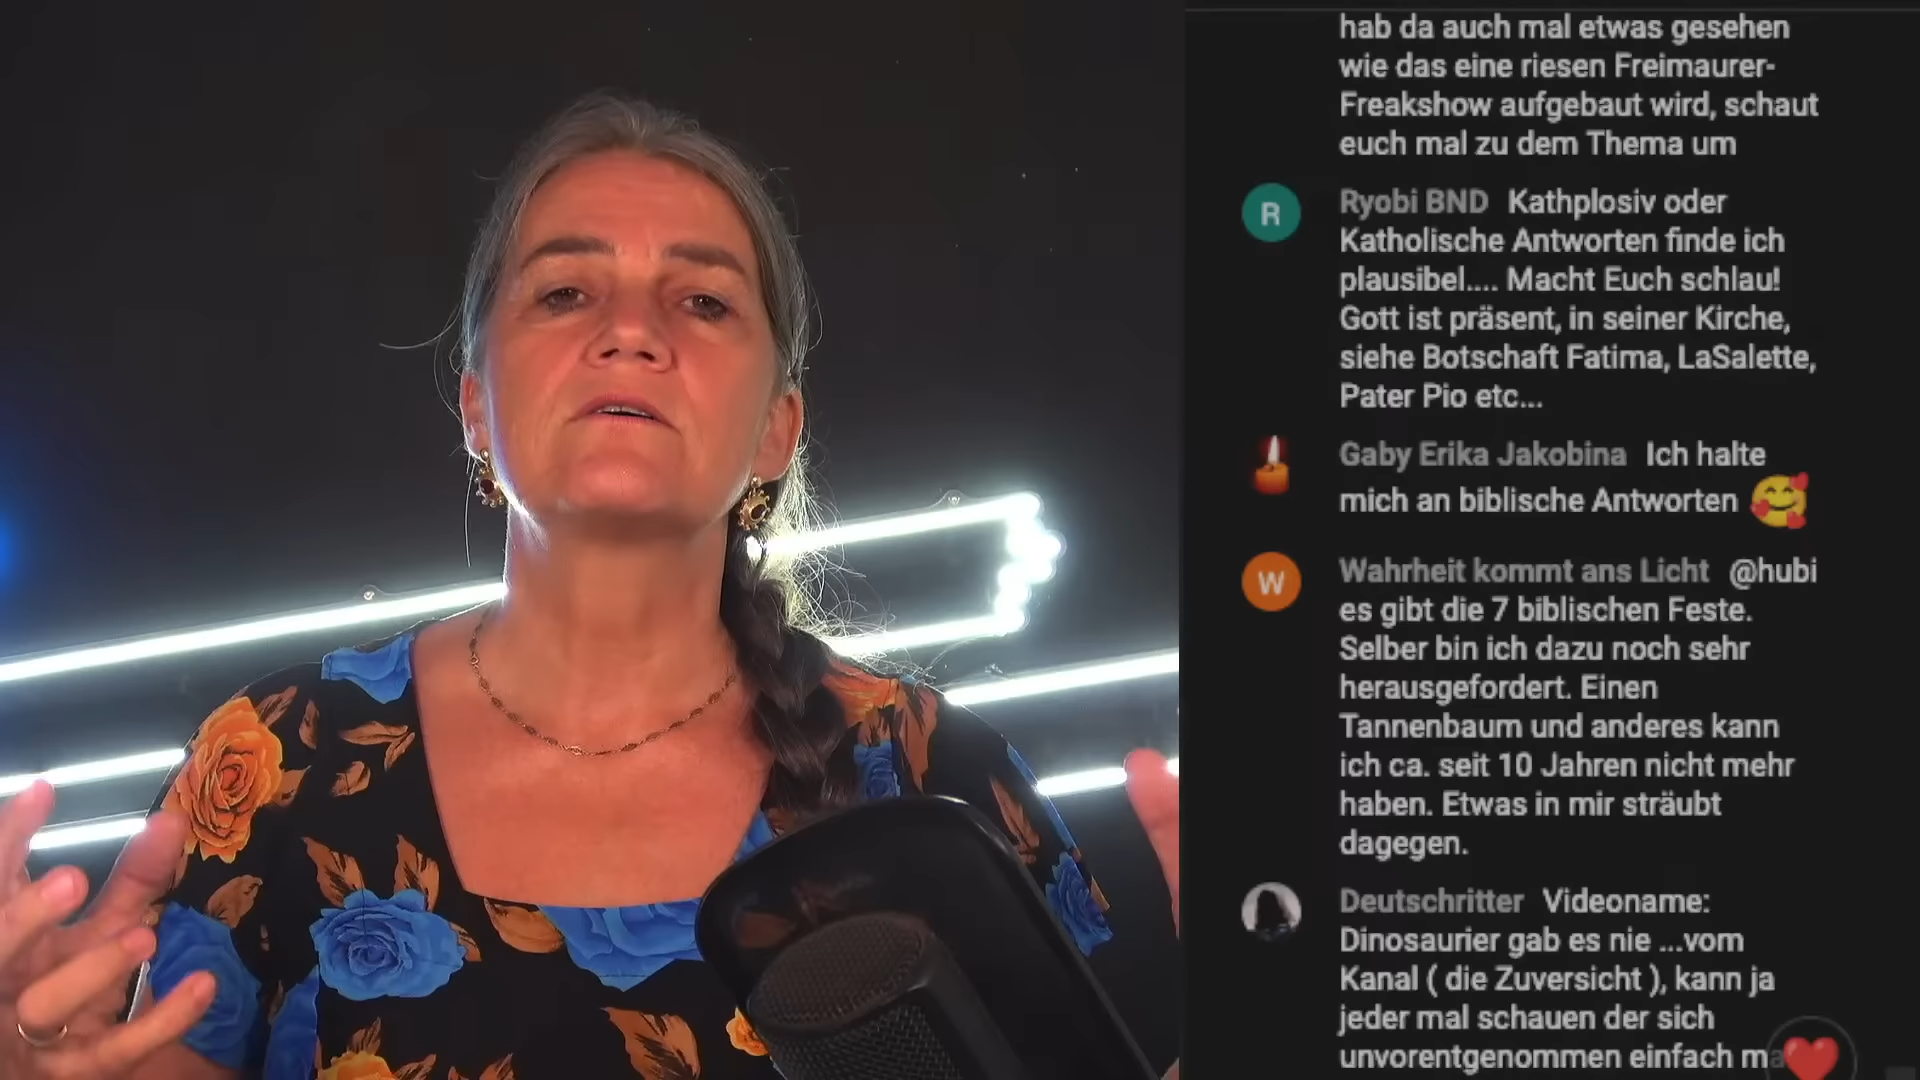 hab da auch mal etwas gesehen
wie das eine riesen Freimaurer-
Freakshow aufgebaut wird, schaut
euch mal zu dem Thema um
R
Ryobi BND Kathplosiv oder
Katholische Antworten finde ich
plausibel.... Macht Euch schlau!
Gott ist präsent, in seiner Kirche,
siehe Botschaft Fatima, LaSalette,
Pater Pio etc...
Gaby Erika Jakobina Ich halte
mich an biblische Antworten 🥰
W
Wahrheit kommt ans Licht @hubi
es gibt die 7 biblischen Feste.
Selber bin ich dazu noch sehr
herausgefordert. Einen
Tannenbaum und anderes kann
ich ca. seit 10 Jahren nicht mehr
haben. Etwas in mir sträubt
dagegen.
Deutschritter Videoname:
Dinosaurier gab es nie ...vom
Kanal ( die Zuversicht ), kann ja
jeder mal schauen der sich
unvorentgenommen einfach